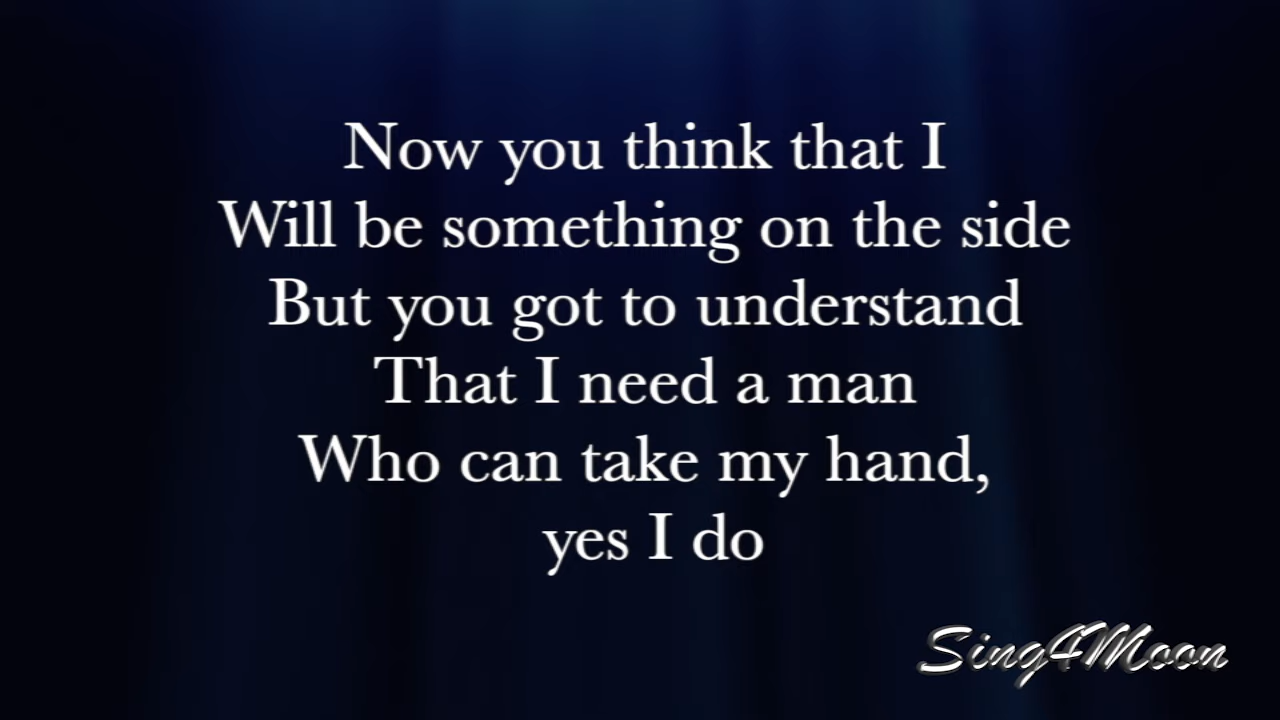 Now you think that I
Will be something on the side
But you got to understand
That I need a man
Who can take my hand,
yes I do
Sing4Moon